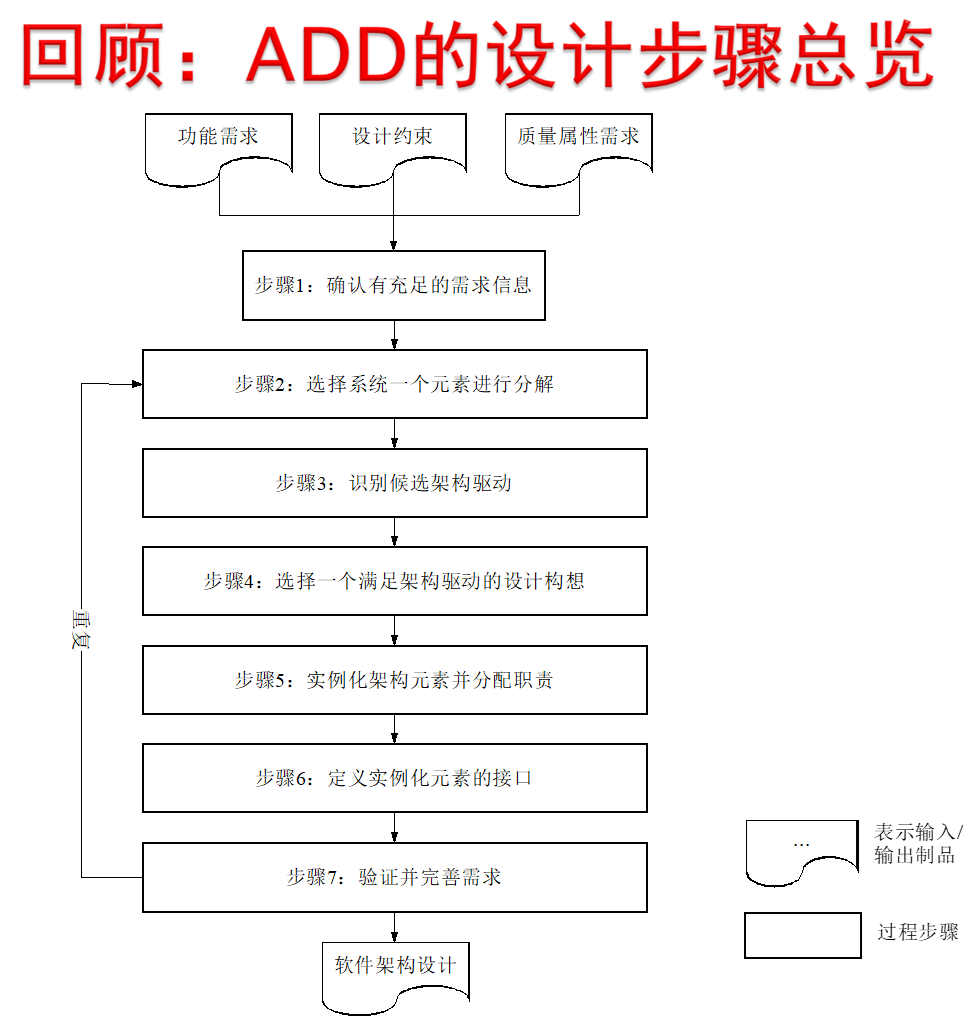 回顾：ADD的设计步骤总览
功能需求
设计约束
质量属性需求
步骤1：确认有充足的需求信息
步骤2：选择系统一个元素进行分解
步骤3：识别候选架构驱动
步骤4：选择一个满足架构驱动的设计构想
步骤5：实例化架构元素并分配职责
步骤6：定义实例化元素的接口
步骤7：验证并完善需求
重复
软件架构设计
…
表示输入/
输出制品
过程步骤